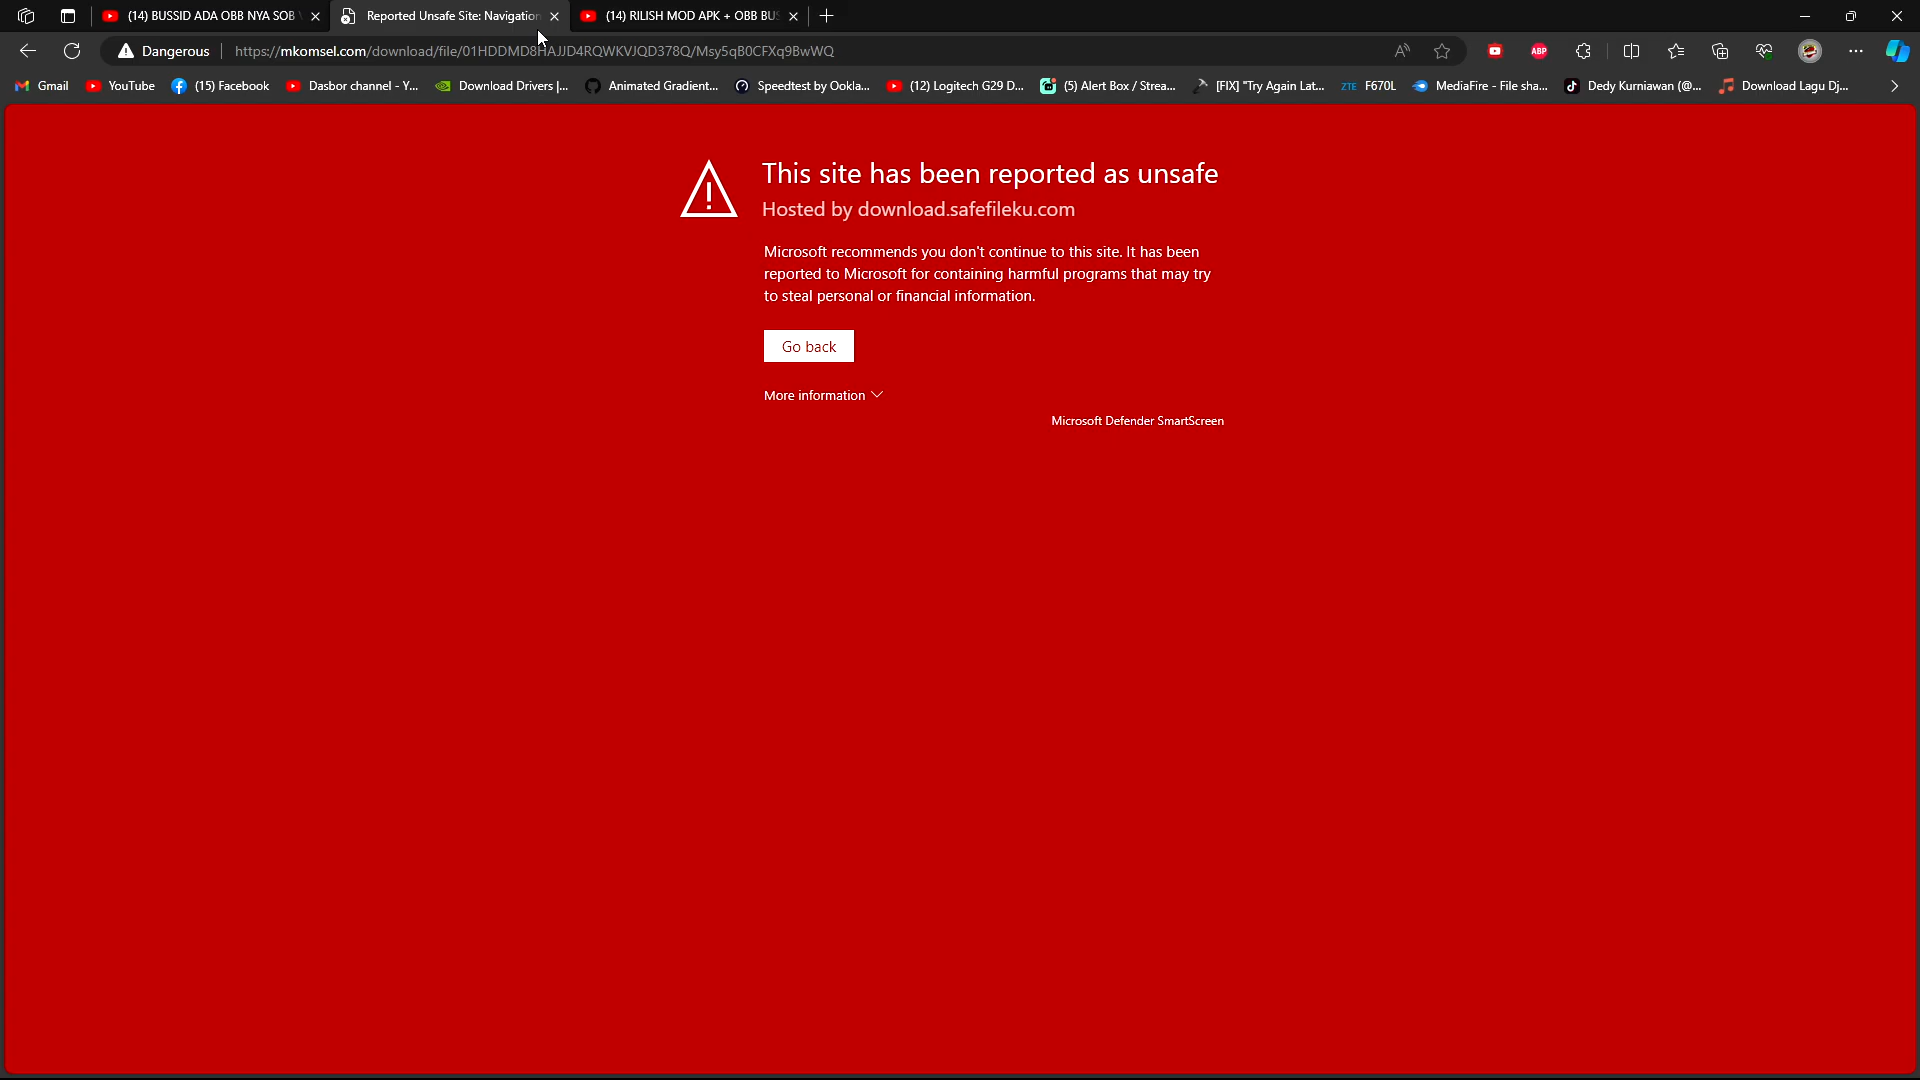 (14) BUSSID ADA OBB NYA SOB
Reported Unsafe Site: Navigation
(14) RILISH MOD APK + OBB BUS
Dangerous https://mkomsel.com/download/file/01HDDMD8HAJJD4RQWKVJQD378Q/Msy5qB0CFXq9BwWQ
ABP
Gmail
YouTube
(15) Facebook
Dasbor channel - Y...
Download Drivers |...
Animated Gradient...
Speedtest by Ookla...
(12) Logitech G29 D...
(5) Alert Box / Strea...
[FIX] "Try Again Lat...
ZTE F670L
MediaFire - File sha...
Dedy Kurniawan (@...
Download Lagu Dj...
This site has been reported as unsafe
Hosted by download.safefileku.com
Microsoft recommends you don't continue to this site. It has been
reported to Microsoft for containing harmful programs that may try
to steal personal or financial information.
Go back
More information
Microsoft Defender SmartScreen